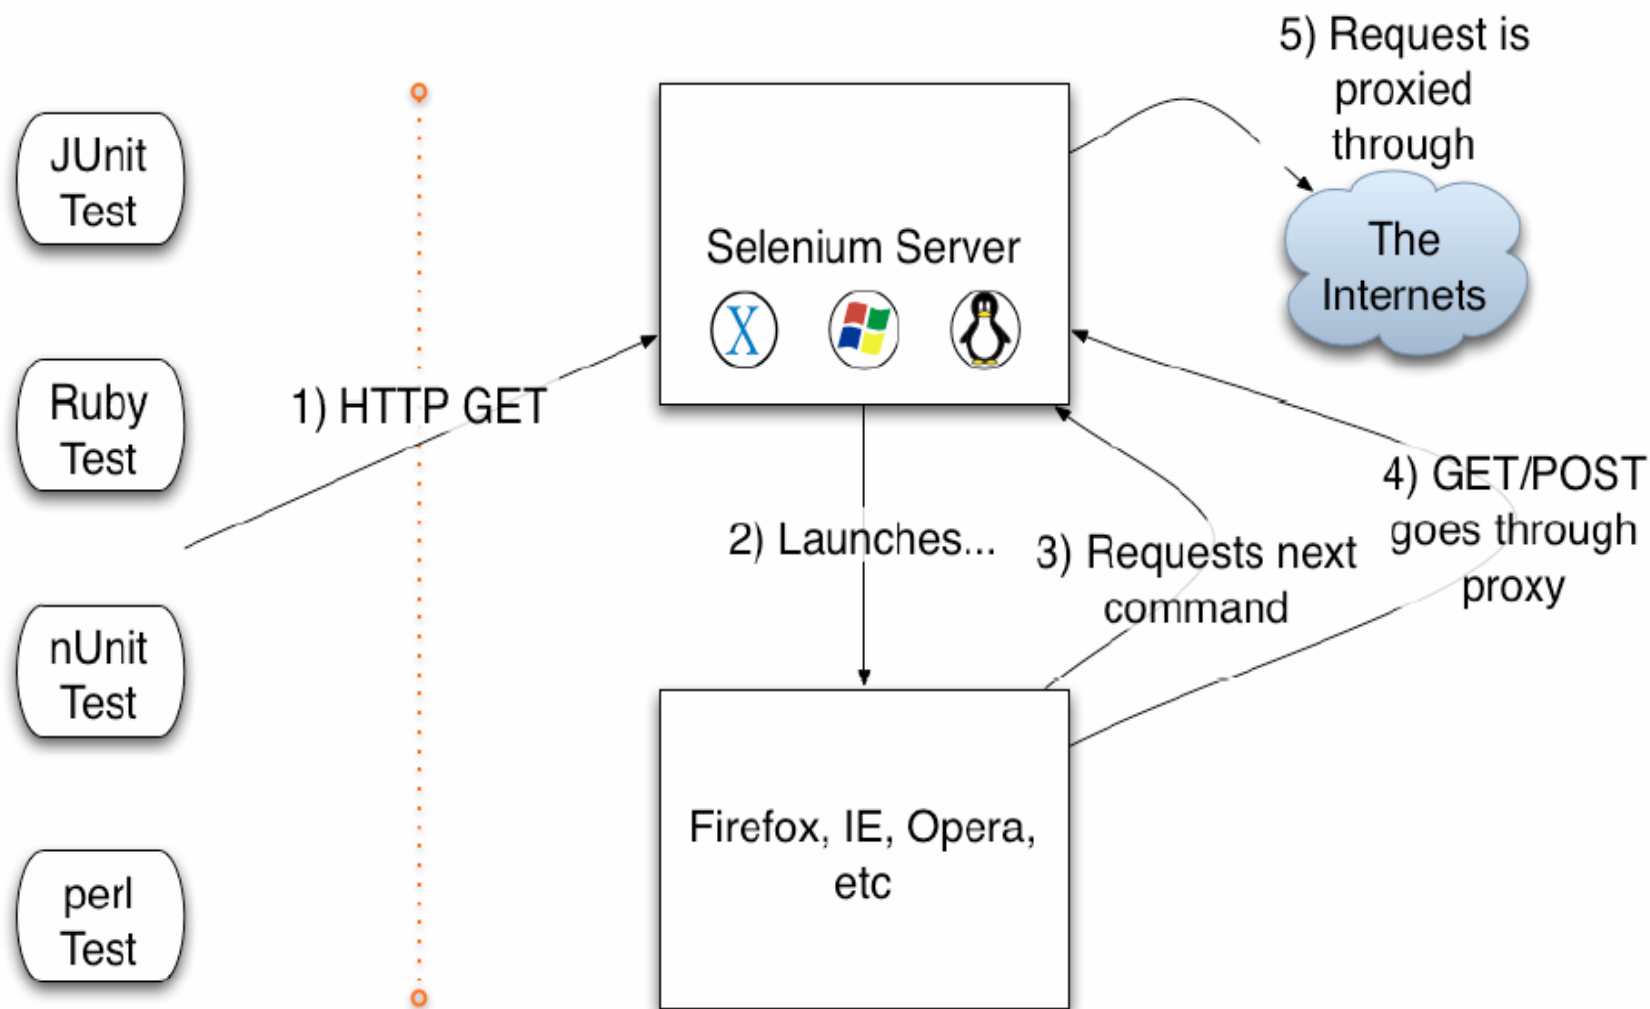 JUnit
Test
Ruby
Test
nUnit
Test
perl
Test
1) HTTP GET
Selenium Server
X
2) Launches...
3) Requests next
command
4) GET/POST
goes through
proxy
5) Request is
proxied
through
The
Internets
Firefox, IE, Opera,
etc